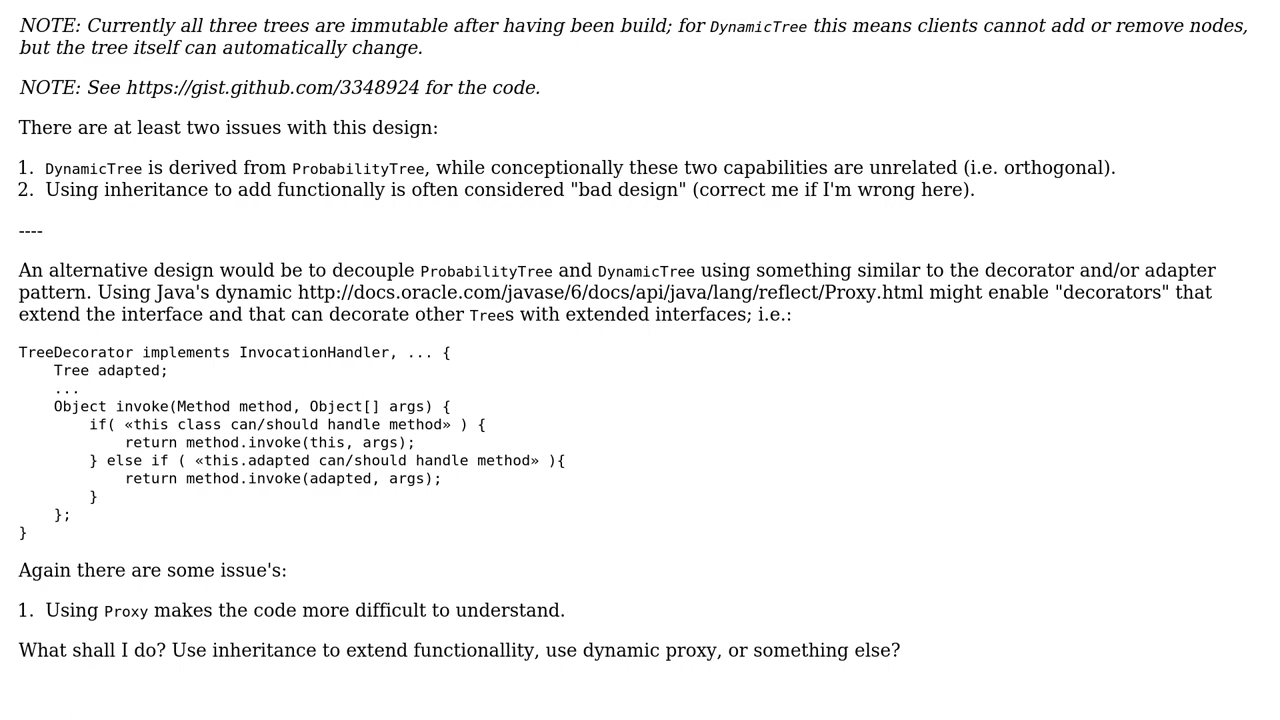 NOTE: Currently all three trees are immutable after having been build; for DynamicTree this means clients cannot add or remove nodes,
but the tree itself can automatically change.
NOTE: See https://gist.github.com/3348924 for the code.
There are at least two issues with this design:
1. DynamicTree is derived from ProbabilityTree, while conceptionally these two capabilities are unrelated (i.e. orthogonal).
2. Using inheritance to add functionally is often considered "bad design" (correct me if I'm wrong here).
----
An alternative design would be to decouple ProbabilityTree and DynamicTree using something similar to the decorator and/or adapter
pattern. Using Java's dynamic http://docs.oracle.com/javase/6/docs/api/java/lang/reflect/Proxy.html might enable "decorators" that
extend the interface and that can decorate other Trees with extended interfaces; i.e.:
TreeDecorator implements InvocationHandler, ... {
    Tree adapted;
    ...
    Object invoke(Method method, Object[] args) {
        if( «this class can/should handle method» ) {
            return method.invoke(this, args);
        } else if ( «this.adapted can/should handle method» ){
            return method.invoke(adapted, args);
        }
    };
}
Again there are some issue's:
1. Using Proxy makes the code more difficult to understand.
What shall I do? Use inheritance to extend functionallity, use dynamic proxy, or something else?